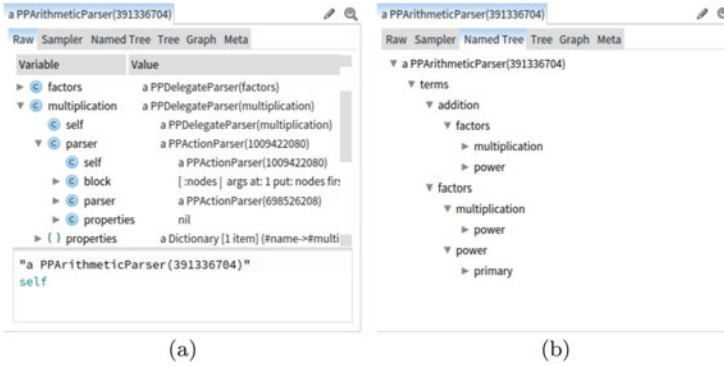 a PPArithmeticParser(391336704)
Raw Sampler Named Tree Tree Graph Meta
Variable Value
factors a PPDelegateParser(factors)
multiplication a PPDelegateParser(multiplication)
self a PPDelegateParser(multiplication)
parser a PPActionParser(1009422080)
self a PPActionParser(1009422080)
block [ :nodes | args at: 1 put: nodes firs
parser a PPActionParser(698526208)
properties nil
properties a Dictionary [1 item] (#name->#multi
"a PPArithmeticParser(391336704)"
self
(a)
a PPArithmeticParser(391336704)
Raw Sampler Named Tree Tree Graph Meta
a PPArithmeticParser(391336704)
terms
addition
factors
multiplication
power
factors
multiplication
power
power
primary
(b)